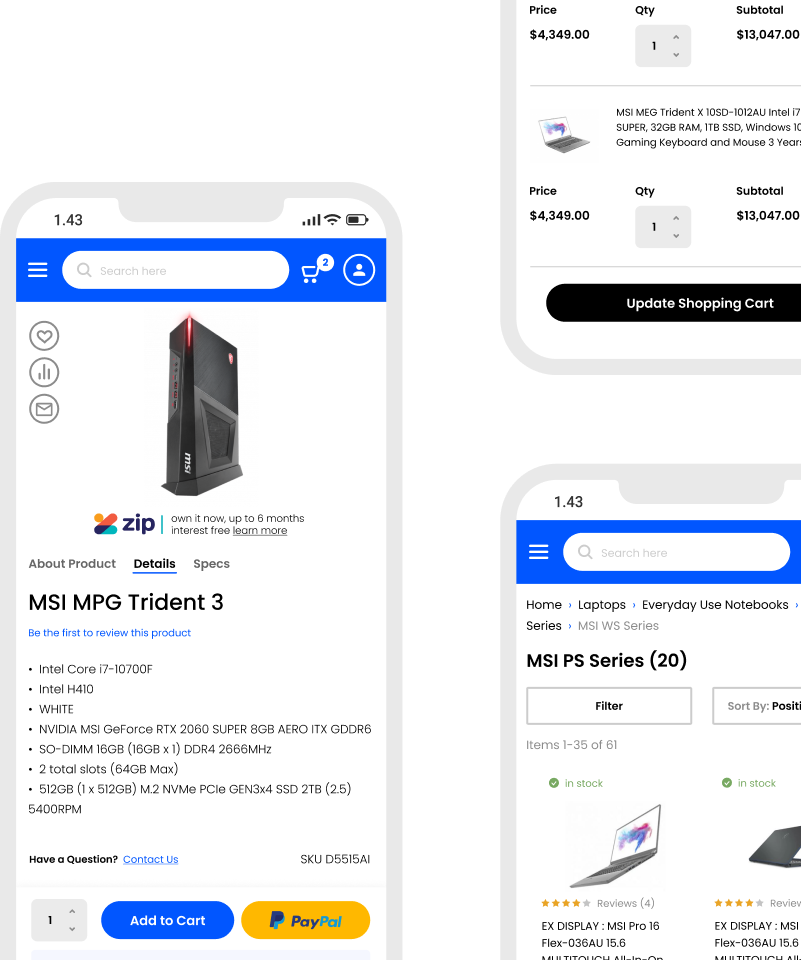 Price Qty Subtotal
$4,349.00 1 $13,047.00
MSI MEG Trident X 10SD-1012AU Intel i7
SUPER, 32GB RAM, 1TB SSD, Windows 10
Gaming Keyboard and Mouse 3 Years
Price Qty Subtotal
$4,349.00 1 $13,047.00
Update Shopping Cart
1.43
Search here
2
msi
zip
own it now, up to 6 months
interest free learn more
About Product Details Specs
MSI MPG Trident 3
Be the first to review this product
• Intel Core i7-10700F
• Intel H410
• WHITE
• NVIDIA MSI GeForce RTX 2060 SUPER 8GB AERO ITX GDDR6
• SO-DIMM 16GB (16GB x 1) DDR4 2666MHz
• 2 total slots (64GB Max)
• 512GB (1 x 512GB) M.2 NVMe PCIe GEN3x4 SSD 2TB (2.5)
5400RPM
Have a Question? Contact Us SKU D5515AI
1 Add to Cart PayPal
1.43
Search here
Home › Laptops › Everyday Use Notebooks ›
Series › MSI WS Series
MSI PS Series (20)
Filter Sort By: Positi
Items 1-35 of 61
in stock
Reviews (4)
EX DISPLAY : MSI Pro 16
Flex-036AU 15.6
MULTITOUCH All-In-On
in stock
Review
EX DISPLAY : MSI
Flex-036AU 15.6
MULTITOUCH All-